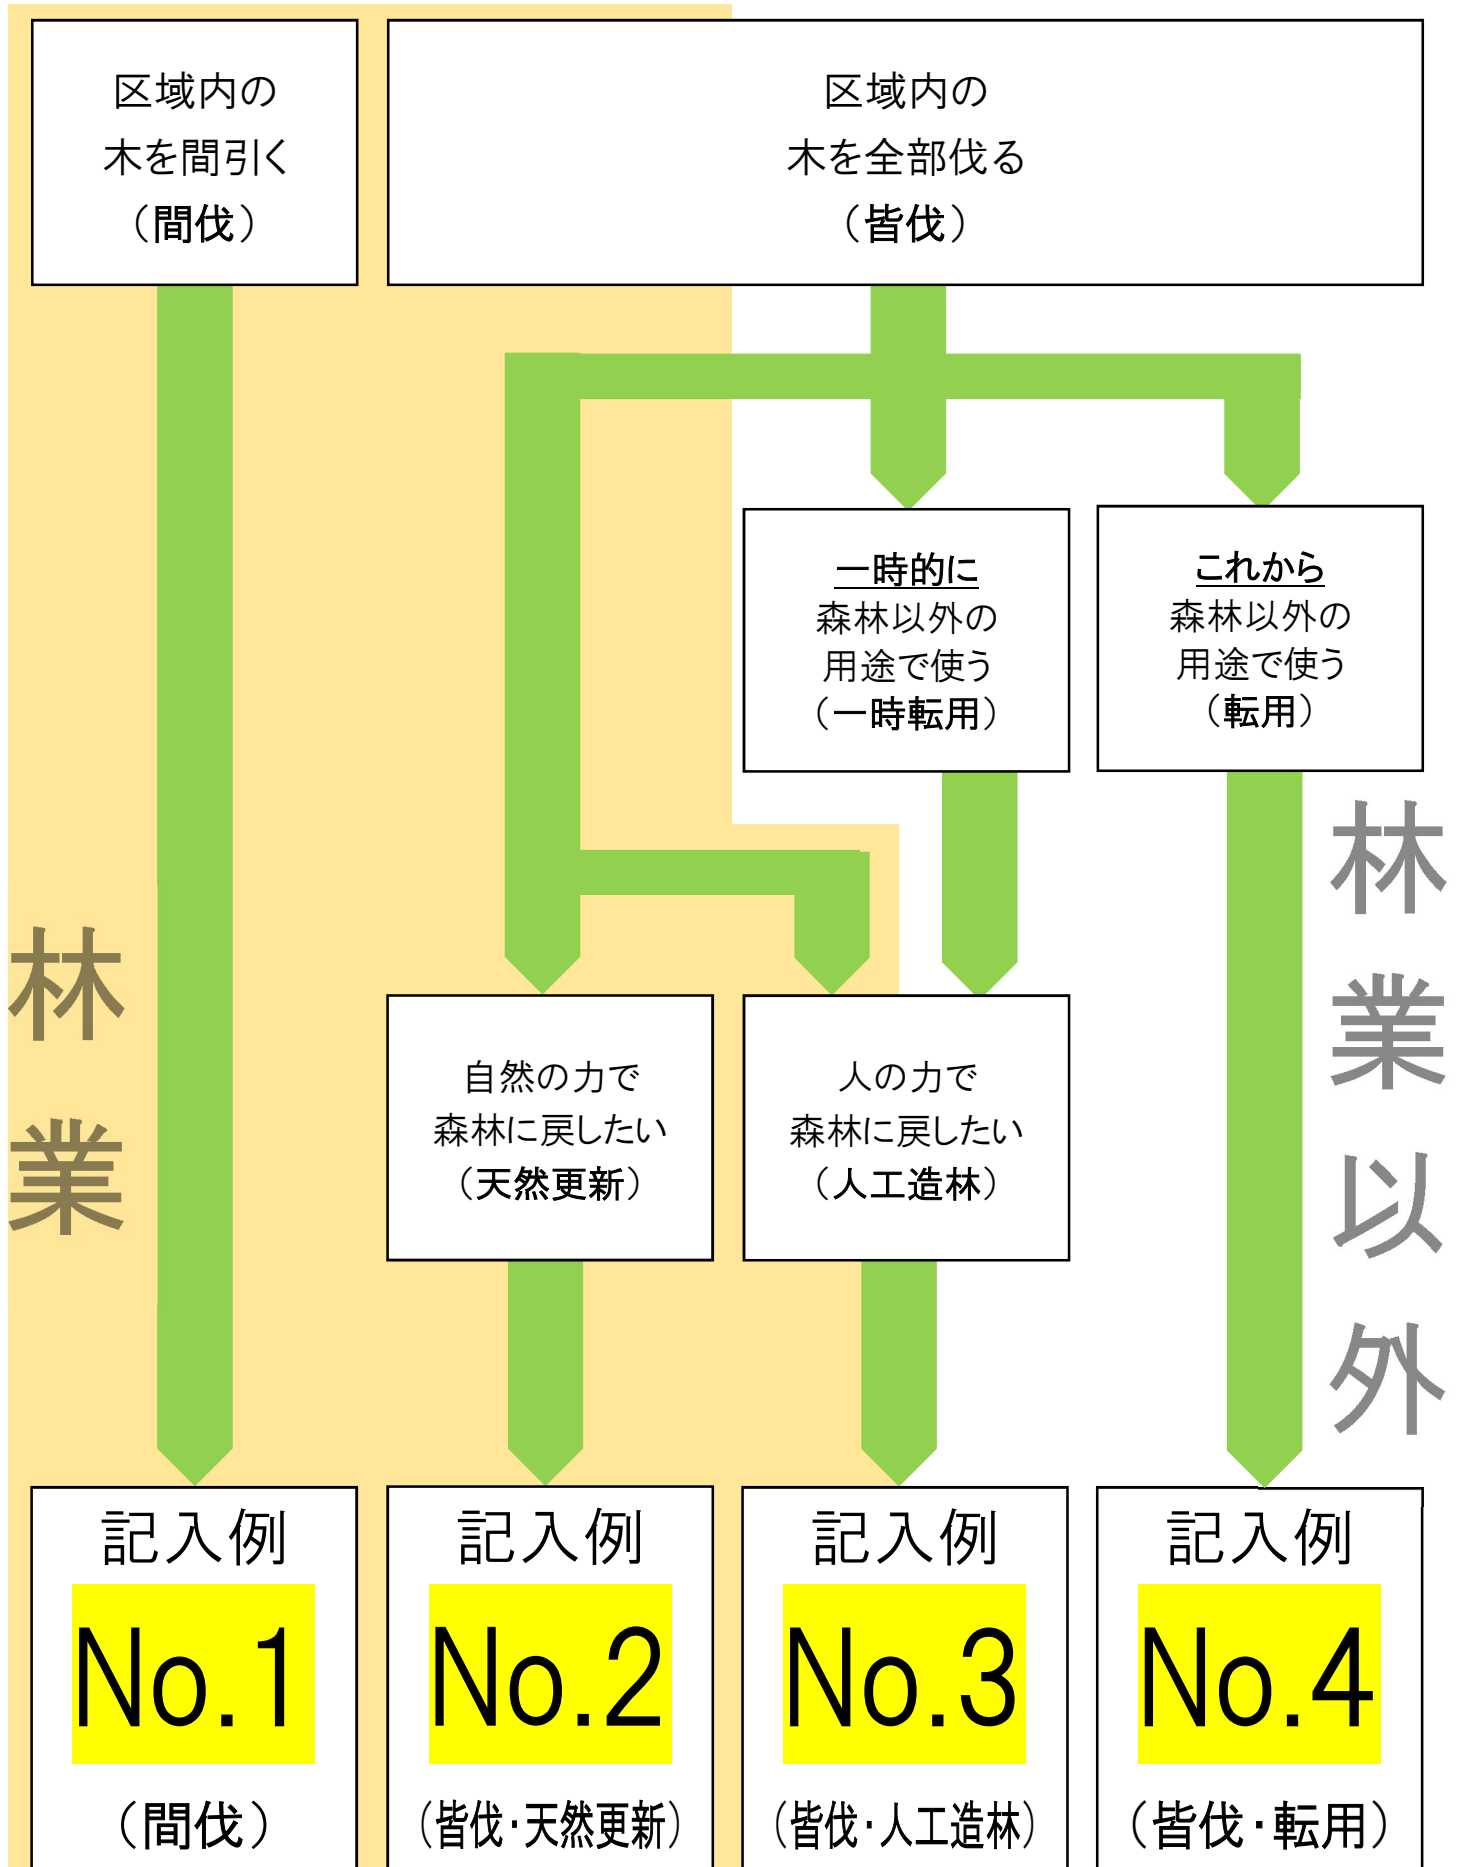 区域内の
木を間引く
（間伐）
区域内の
木を全部伐る
（皆伐）
一時的に
森林以外の
用途で使う
（一時転用）
これから
森林以外の
用途で使う
（転用）
林業
林業以外
自然の力で
森林に戻したい
（天然更新）
人の力で
森林に戻したい
（人工造林）
記入例
No.1
（間伐）
記入例
No.2
（皆伐・天然更新）
記入例
No.3
（皆伐・人工造林）
記入例
No.4
（皆伐・転用）